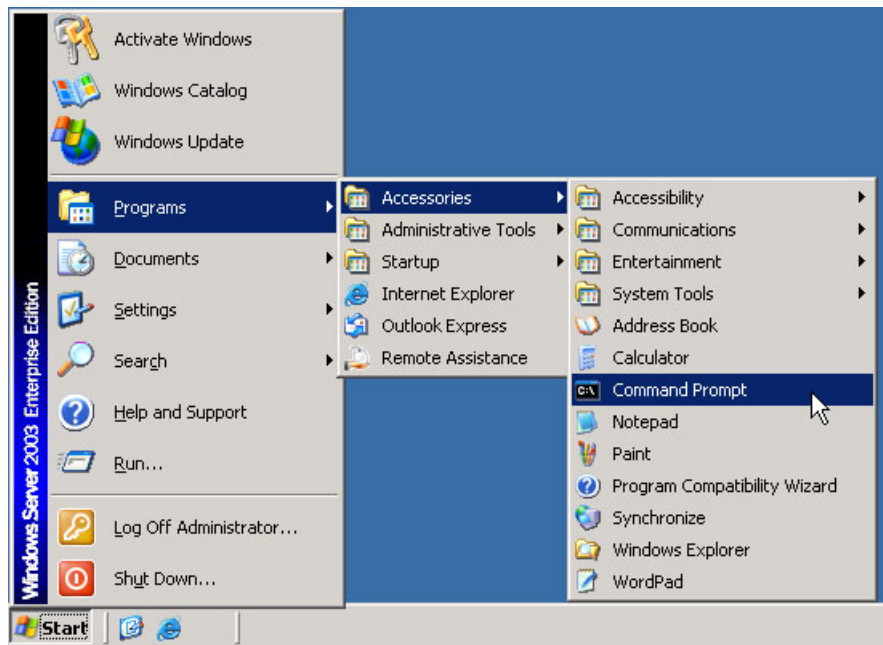 Activate Windows
Windows Catalog
Windows Update
Programs
Documents
Settings
Search
Help and Support
Run...
Log Off Administrator...
Shut Down...
Windows Server 2003 Enterprise Edition
Accessories
Administrative Tools
Startup
Internet Explorer
Outlook Express
Remote Assistance
Accessibility
Communications
Entertainment
System Tools
Address Book
Calculator
C:\ Command Prompt
Notepad
Paint
Program Compatibility Wizard
Synchronize
Windows Explorer
WordPad
Start